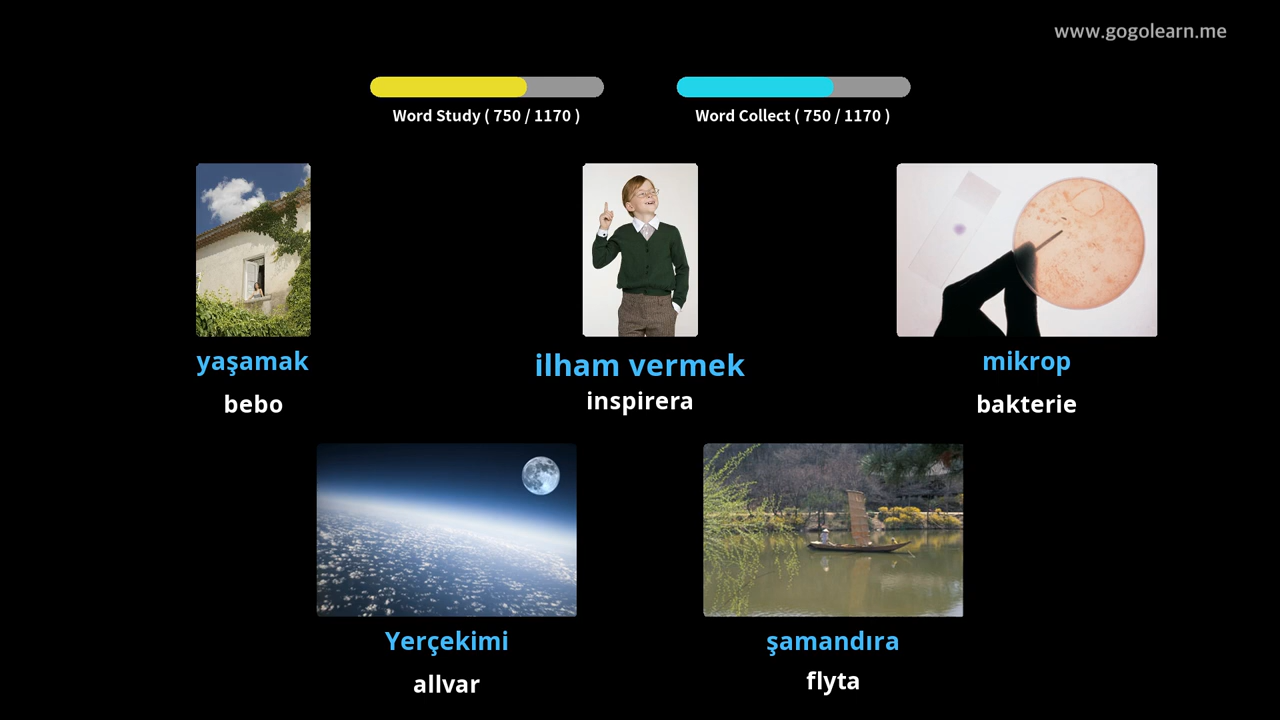 www.gogolearn.me
Word Study ( 750 / 1170 )
Word Collect ( 750 / 1170 )
yaşamak
bebo
ilham vermek
inspirera
mikrop
bakterie
Yerçekimi
allvar
şamandıra
flyta